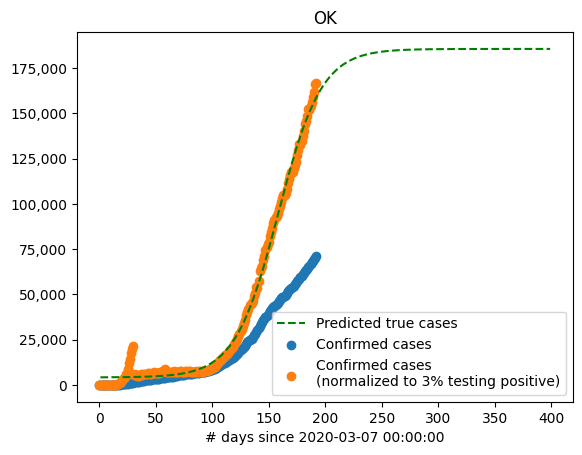 OK
175,000
150,000
125,000
100,000
75,000
50,000
25,000
0
Predicted true cases
Confirmed cases
Confirmed cases
(normalized to 3% testing positive)
0 50 100 150 200 250 300 350 400
# days since 2020-03-07 00:00:00